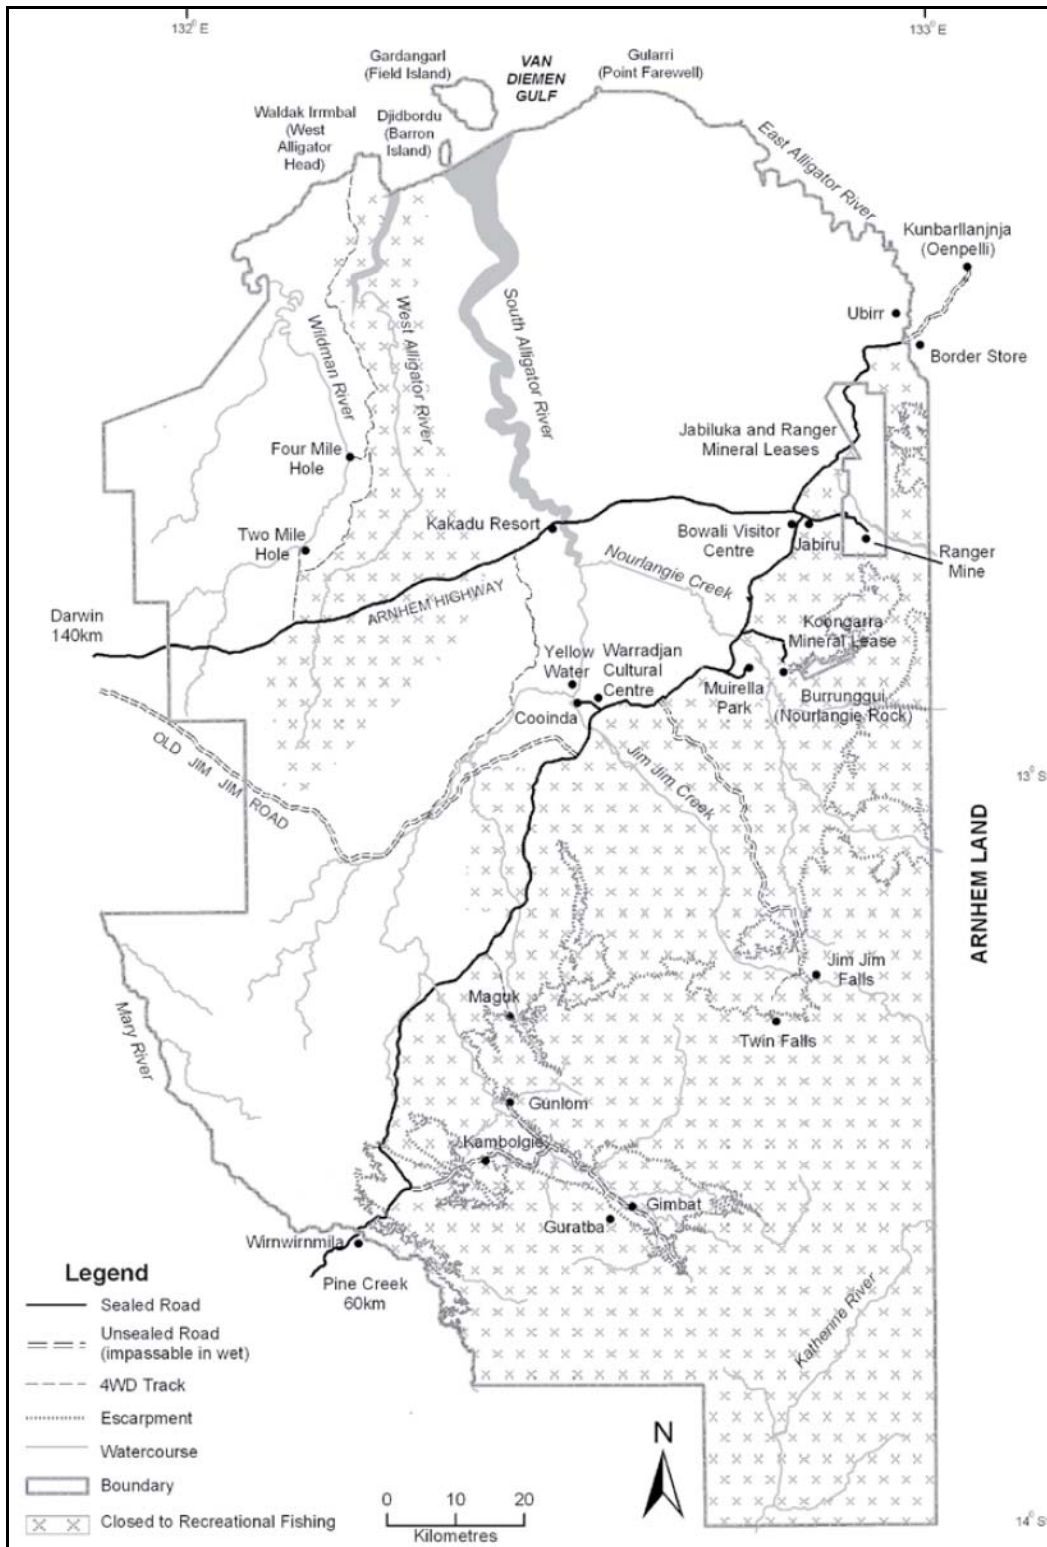 132° E
133° E
Gardangarl
(Field Island)
VAN
DIEMEN
GULF
Gularri
(Point Farewell)
Waldak Irrmbal
(West
Alligator
Head)
Djidbordu
(Barron
Island)
East Alligator River
Kunbarllanjnja
(Oenpelli)
Ubirr
Border Store
Wildman River
West Alligator River
South Alligator River
Jabiluka and Ranger
Mineral Leases
Four Mile
Hole
Two Mile
Hole
Kakadu Resort
Bowali Visitor
Centre
Jabiru
Ranger
Mine
Nourlangie Creek
ARNHEM HIGHWAY
Darwin
140km
Koongarra
Mineral Lease
Yellow
Water
Warradjan
Cultural
Centre
Muirella
Park
Burrunggui
(Nourlangie Rock)
Cooinda
OLD JIM JIM ROAD
Jim Jim Creek
13° S
ARNHEM LAND
Jim Jim
Falls
Maguk
Twin Falls
Mary River
Gunlom
Kambolgie
Gimbat
Guratba
Wirnwirnmila
Pine Creek
60km
Katherine River
Legend
Sealed Road
Unsealed Road
(impassable in wet)
4WD Track
Escarpment
Watercourse
Boundary
Closed to Recreational Fishing
N
0 10 20
Kilometres
14° S